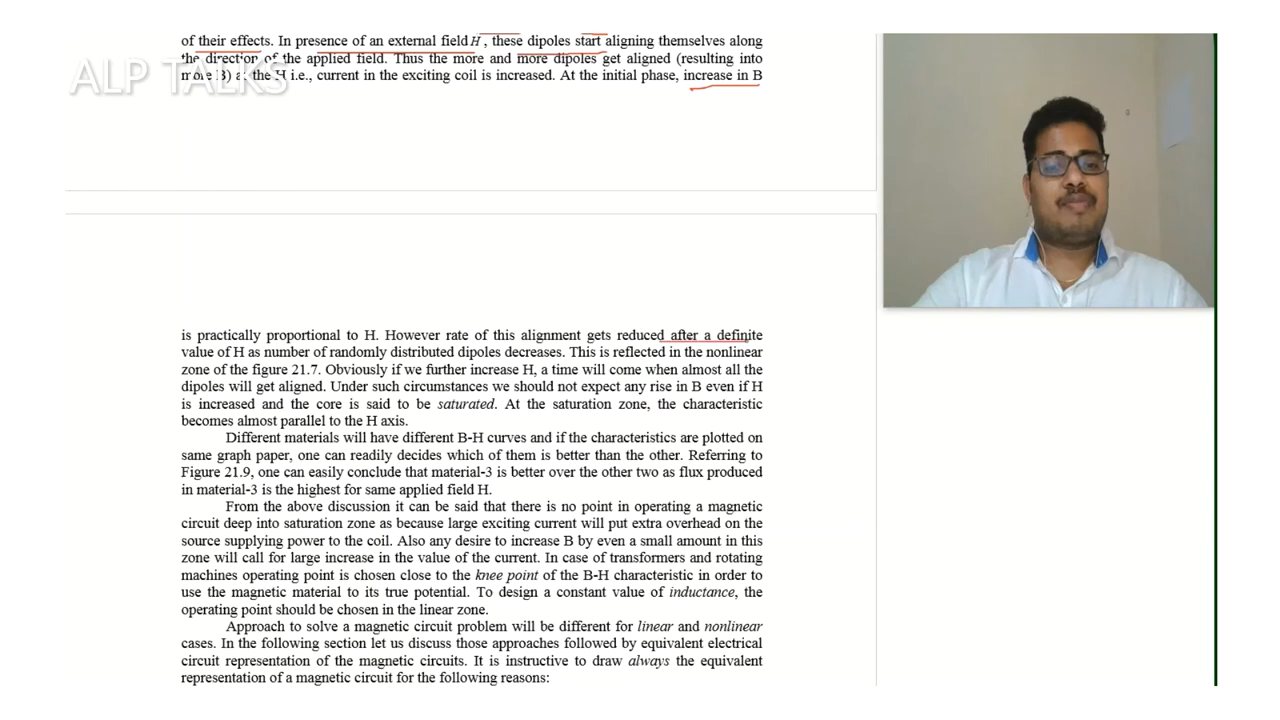 of their effects. In presence of an external field H, these dipoles start aligning themselves along
the direction of the applied field. Thus the more and more dipoles get aligned (resulting into
more B) as the H i.e., current in the exciting coil is increased. At the initial phase, increase in B
ALP TALKS
is practically proportional to H. However rate of this alignment gets reduced after a definite
value of H as number of randomly distributed dipoles decreases. This is reflected in the nonlinear
zone of the figure 21.7. Obviously if we further increase H, a time will come when almost all the
dipoles will get aligned. Under such circumstances we should not expect any rise in B even if H
is increased and the core is said to be saturated. At the saturation zone, the characteristic
becomes almost parallel to the H axis.
Different materials will have different B-H curves and if the characteristics are plotted on
same graph paper, one can readily decides which of them is better than the other. Referring to
Figure 21.9, one can easily conclude that material-3 is better over the other two as flux produced
in material-3 is the highest for same applied field H.
From the above discussion it can be said that there is no point in operating a magnetic
circuit deep into saturation zone as because large exciting current will put extra overhead on the
source supplying power to the coil. Also any desire to increase B by even a small amount in this
zone will call for large increase in the value of the current. In case of transformers and rotating
machines operating point is chosen close to the knee point of the B-H characteristic in order to
use the magnetic material to its true potential. To design a constant value of inductance, the
operating point should be chosen in the linear zone.
Approach to solve a magnetic circuit problem will be different for linear and nonlinear
cases. In the following section let us discuss those approaches followed by equivalent electrical
circuit representation of the magnetic circuits. It is instructive to draw always the equivalent
representation of a magnetic circuit for the following reasons: